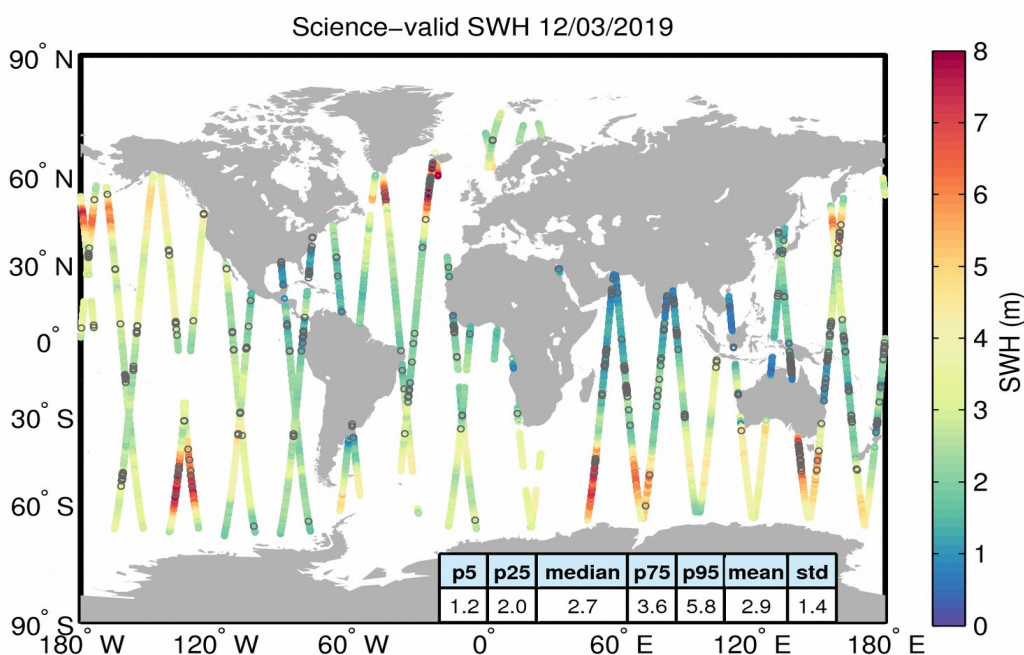 Science−valid SWH 12/03/2019
90° N
60° N
30° N
0°
30° S
60° S
90° S
180° W
120° W
60° W
0°
60° E
120° E
180° E
p5 p25 median p75 p95 mean std
1.2 2.0 2.7 3.6 5.8 2.9 1.4
8
7
6
5
4
3
2
1
0
SWH (m)